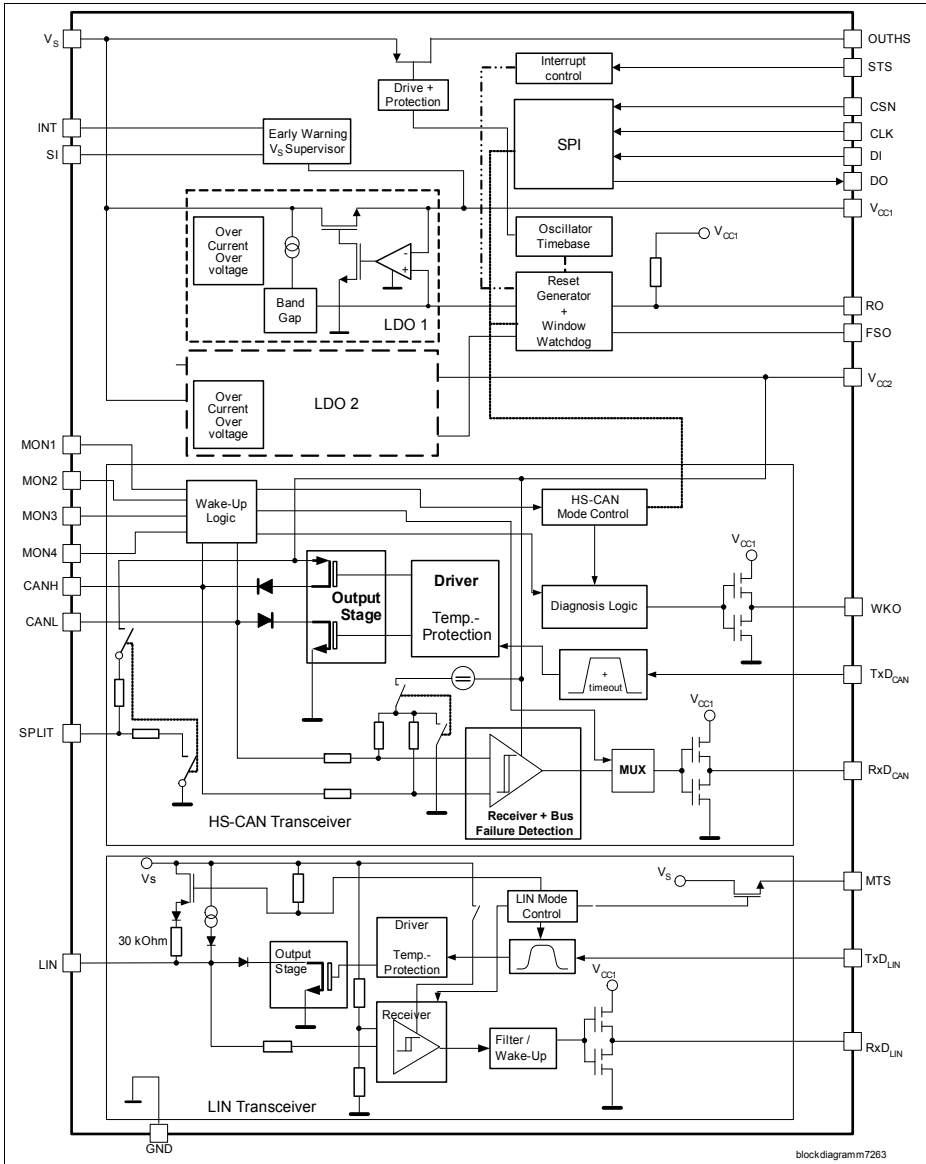 VS
OUTHS
Interrupt
control
STS
Drive +
Protection
CSN
INT
Early Warning
VS Supervisor
SPI
CLK
SI
DI
DO
VCC1
Over
Current
Over
voltage
-
+
Oscillator
Timebase
VCC1
Band
Gap
Reset
Generator
+
Window
Watchdog
RO
LDO 1
FSO
VCC2
Over
Current
Over
voltage
LDO 2
MON1
MON2
Wake-Up
Logic
HS-CAN
Mode Control
MON3
MON4
VCC1
CANH
Output
Stage
Driver
Temp.-
Protection
Diagnosis Logic
WKO
CANL
+
timeout
TxDCAN
VCC1
SPLIT
MUX
RxDCAN
Receiver + Bus
Failure Detection
HS-CAN Transceiver
Vs
VS
MTS
LIN Mode
Control
30 kOhm
Driver
Temp.-
Protection
LIN
Output
Stage
TxDLIN
VCC1
Receiver
Filter /
Wake-Up
RxDLIN
LIN Transceiver
GND
blockdiagramm7263